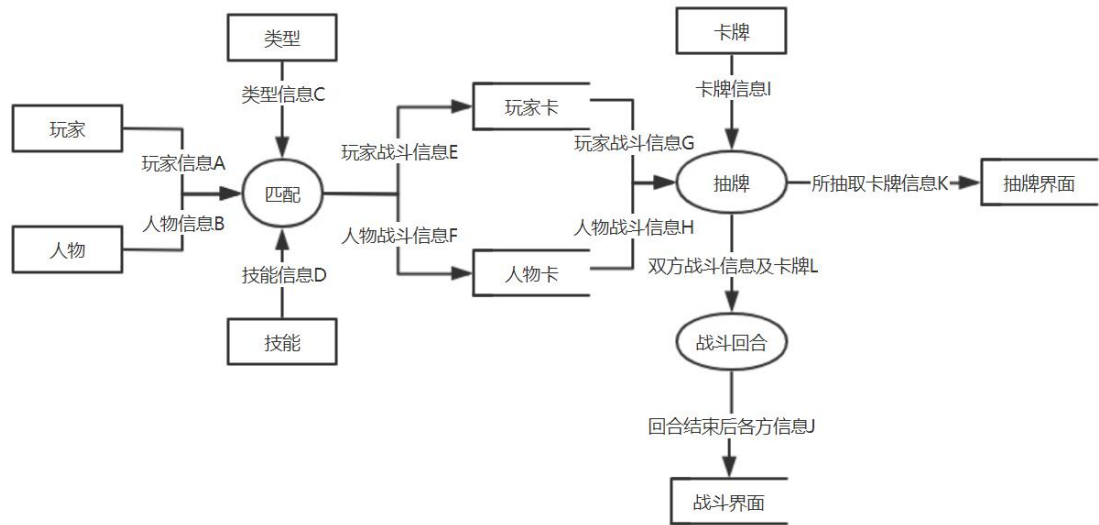 类型
卡牌
类型信息C
卡牌信息I
玩家
玩家卡
玩家信息A
玩家战斗信息E
玩家战斗信息G
匹配
抽牌
所抽取卡牌信息K
抽牌界面
人物信息B
人物战斗信息F
人物战斗信息H
人物
技能信息D
人物卡
双方战斗信息及卡牌L
技能
战斗回合
回合结束后各方信息J
战斗界面